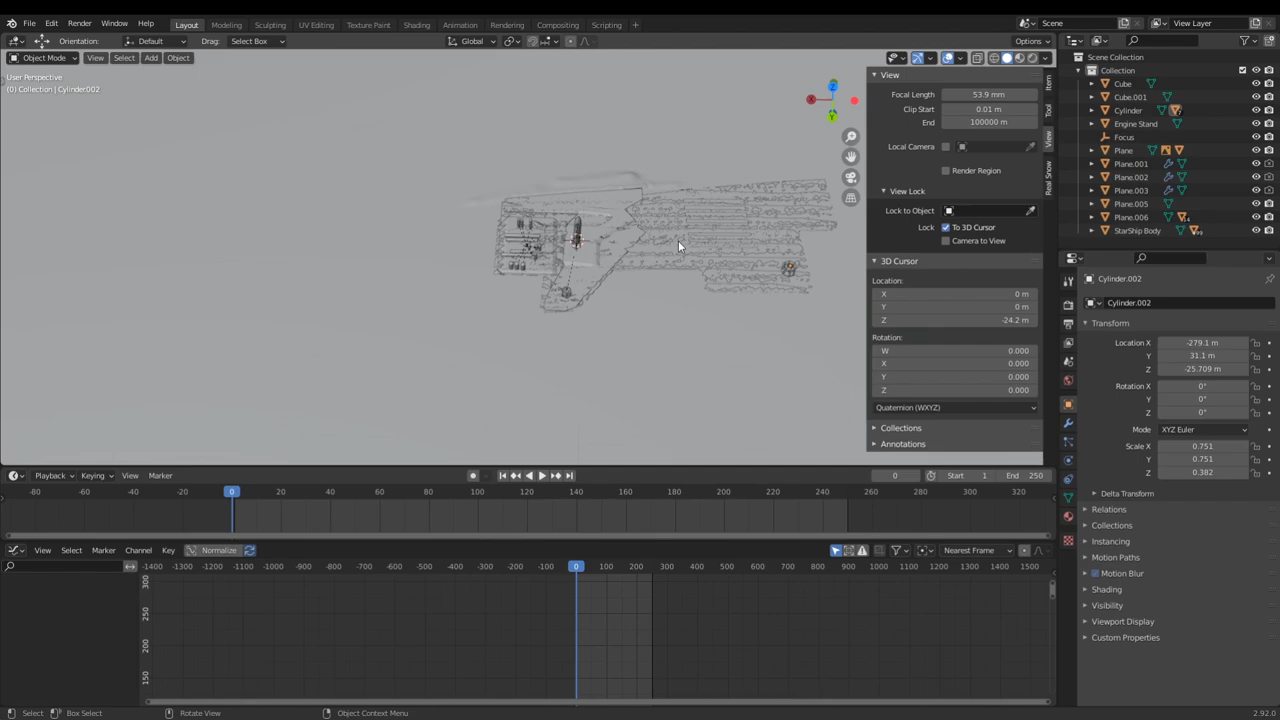 File Edit Render Window Help Layout Modeling Sculpting UV Editing Texture Paint Shading Animation Rendering Compositing Scripting + Scene View Layer
Orientation: Default Drag: Select Box Global Options
Object Mode View Select Add Object
User Perspective
(0) Collection | Cylinder.002
Z
X
Y
View
Focal Length 53.9 mm
Clip Start 0.01 m
End 100000 m
Local Camera
Render Region
View Lock
Lock to Object
Lock To 3D Cursor
Camera to View
3D Cursor
Location:
X 0 m
Y 0 m
Z -24.2 m
Rotation:
W 0.000
X 0.000
Y 0.000
Z 0.000
Quaternion (WXYZ)
Collections
Annotations
Item
Tool
View
Real Snow
Scene Collection
Collection
Cube
Cube.001
Cylinder
Engine Stand
Focus
Plane
Plane.001
Plane.002
Plane.003
Plane.005
Plane.006
StarShip Body
Cylinder.002
Cylinder.002
Transform
Location X -279.1 m
Y 31.1 m
Z -25.709 m
Rotation X 0°
Y 0°
Z 0°
Mode XYZ Euler
Scale X 0.751
Y 0.751
Z 0.382
Delta Transform
Relations
Collections
Instancing
Motion Paths
Motion Blur
Shading
Visibility
Viewport Display
Custom Properties
Playback Keying View Marker 0 Start 1 End 250
-80 -60 -40 -20 0 20 40 60 80 100 120 140 160 180 200 220 240 260 280 300 320
View Select Marker Channel Key Normalize Nearest Frame
-1400 -1300 -1200 -1100 -1000 -900 -800 -700 -600 -500 -400 -300 -200 -100 0 100 200 300 400 500 600 700 800 900 1000 1100 1200 1300 1400 1500
300
250
200
150
Select Box Select Rotate View Object Context Menu 2.92.0